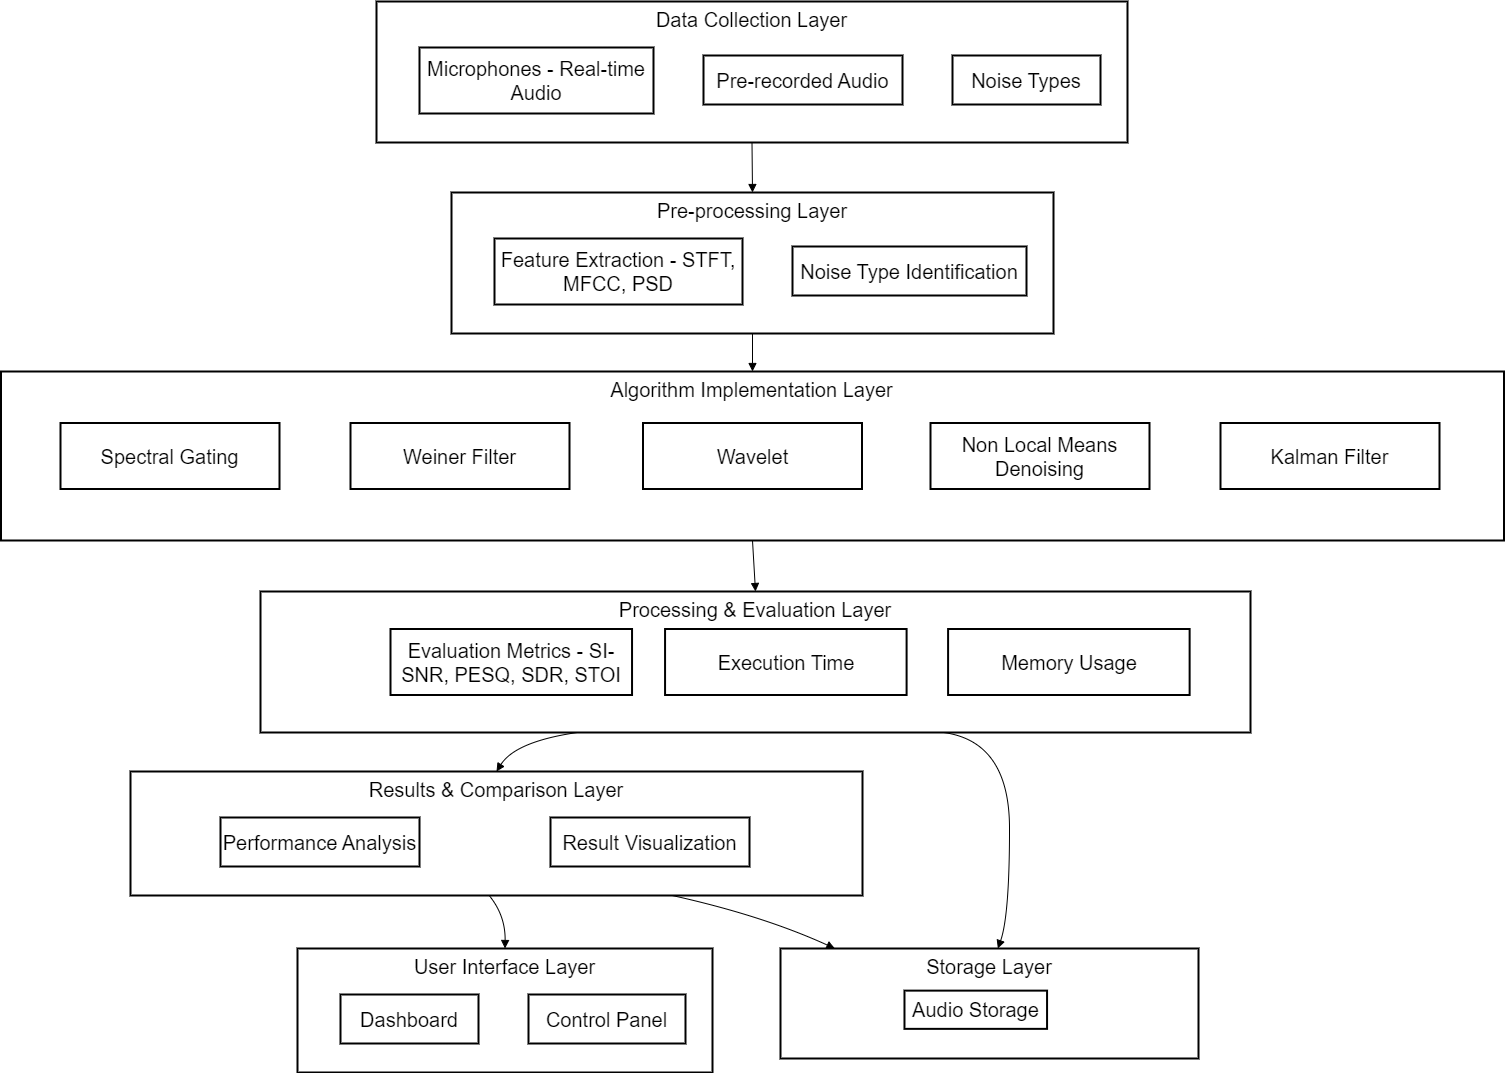 Data Collection Layer
Microphones - Real-time
Audio
Pre-recorded Audio
Noise Types
Pre-processing Layer
Feature Extraction - STFT,
MFCC, PSD
Noise Type Identification
Algorithm Implementation Layer
Spectral Gating
Weiner Filter
Wavelet
Non Local Means
Denoising
Kalman Filter
Processing & Evaluation Layer
Evaluation Metrics - SI-
SNR, PESQ, SDR, STOI
Execution Time
Memory Usage
Results & Comparison Layer
Performance Analysis
Result Visualization
User Interface Layer
Dashboard
Control Panel
Storage Layer
Audio Storage